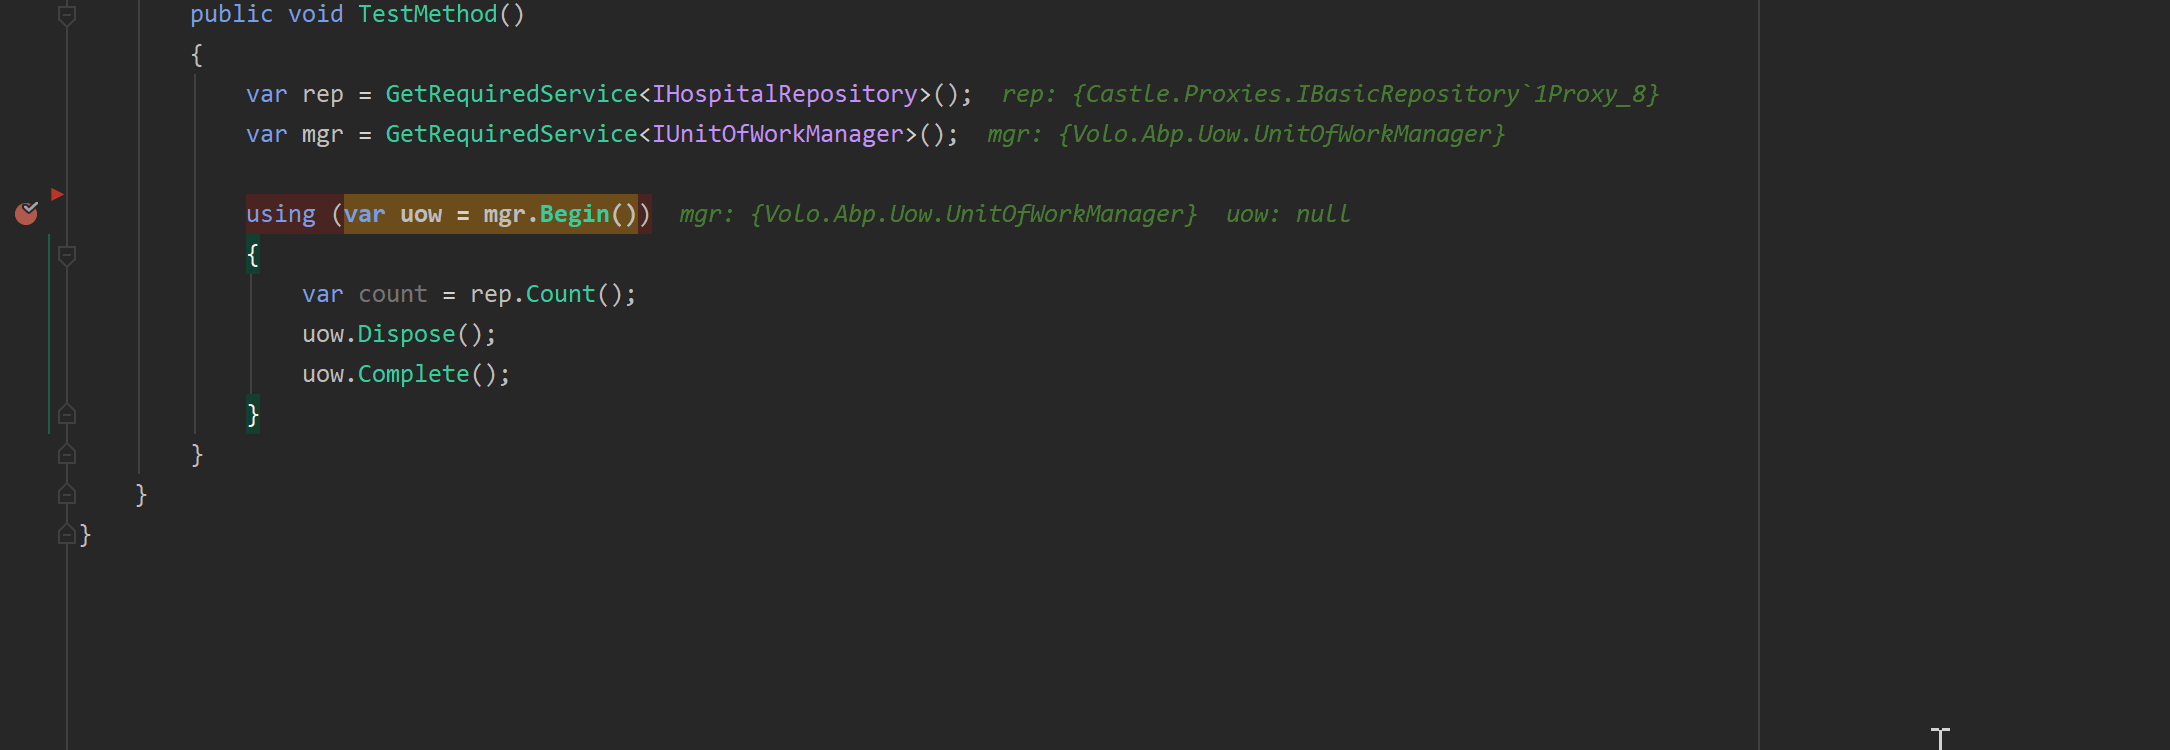 public void TestMethod()
{
var rep = GetRequiredService<IHospitalRepository>(); rep: {Castle.Proxies.IBasicRepository`1Proxy_8}
var mgr = GetRequiredService<IUnitOfWorkManager>(); mgr: {Volo.Abp.Uow.UnitOfWorkManager}
using (var uow = mgr.Begin()) mgr: {Volo.Abp.Uow.UnitOfWorkManager} uow: null
{
var count = rep.Count();
uow.Dispose();
uow.Complete();
}
}
}
}